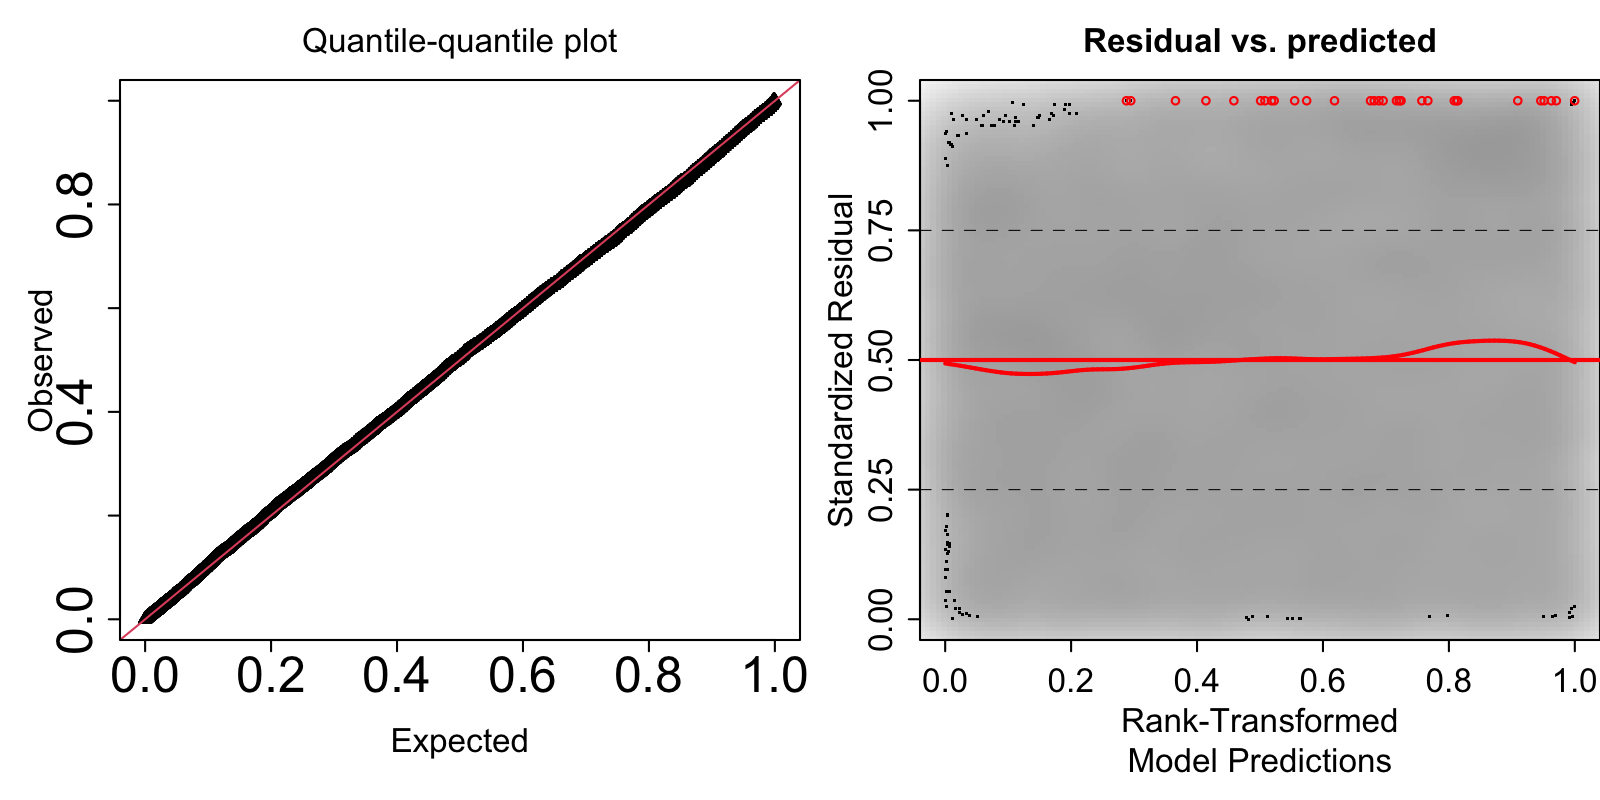 Quantile-quantile plot
Observed
0.0
0.4
0.8
0.0 0.2 0.4 0.6 0.8 1.0
Expected
Residual vs. predicted
Standardized Residual
0.00
0.25
0.50
0.75
1.00
0.0 0.2 0.4 0.6 0.8 1.0
Rank-Transformed
Model Predictions